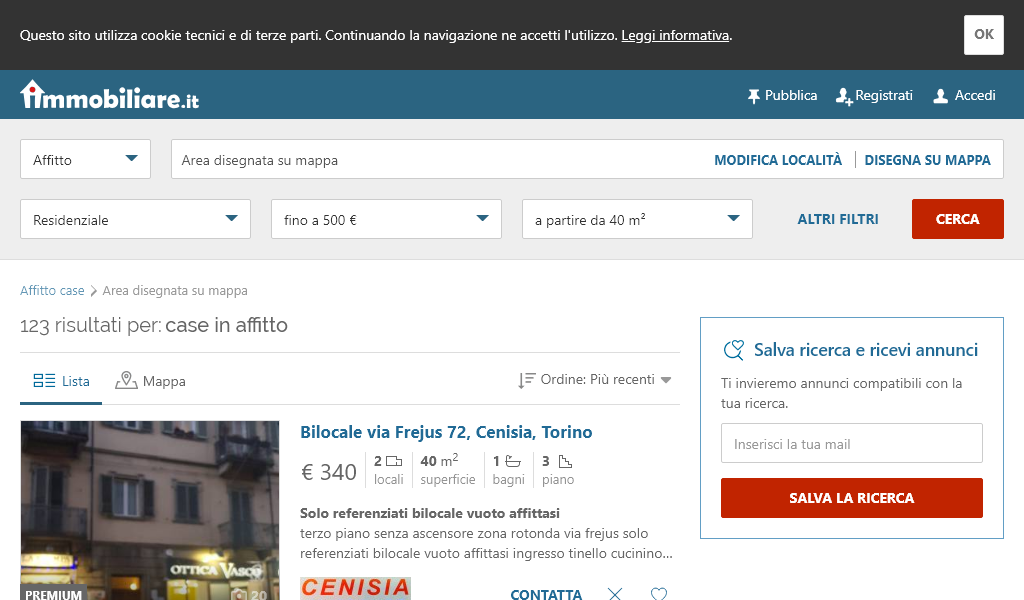 Questo sito utilizza cookie tecnici e di terze parti. Continuando la navigazione ne accetti l'utilizzo. Leggi informativa.
OK
immobiliare.it
Pubblica
Registrati
Accedi
Affitto
Area disegnata su mappa
MODIFICA LOCALITÀ
DISEGNA SU MAPPA
Residenziale
fino a 500 €
a partire da 40 m²
ALTRI FILTRI
CERCA
Affitto case > Area disegnata su mappa
123 risultati per: case in affitto
Lista
Mappa
Ordine: Più recenti
Bilocale via Frejus 72, Cenisia, Torino
€ 340
2
locali
40 m²
superficie
1
bagni
3
piano
Solo referenziati bilocale vuoto affittasi
terzo piano senza ascensore zona rotonda via frejus solo
referenziati bilocale vuoto affittasi ingresso tinello cucinino...
OTTICA VASCO
PREMIUM
20
CENISIA
CONTATTA
Salva ricerca e ricevi annunci
Ti invieremo annunci compatibili con la
tua ricerca.
Inserisci la tua mail
SALVA LA RICERCA